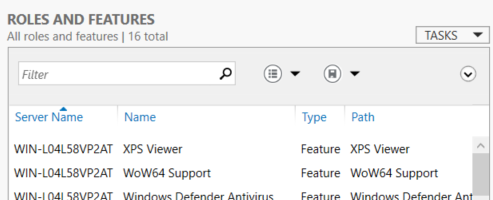 ROLES AND FEATURES
All roles and features | 16 total
TASKS
Filter
Server Name Name Type Path
WIN-L04L58VP2AT XPS Viewer Feature XPS Viewer
WIN-L04L58VP2AT WoW64 Support Feature WoW64 Support
WIN-L04L58VP2AT Windows Defender Antivirus Feature Windows Defender Ant